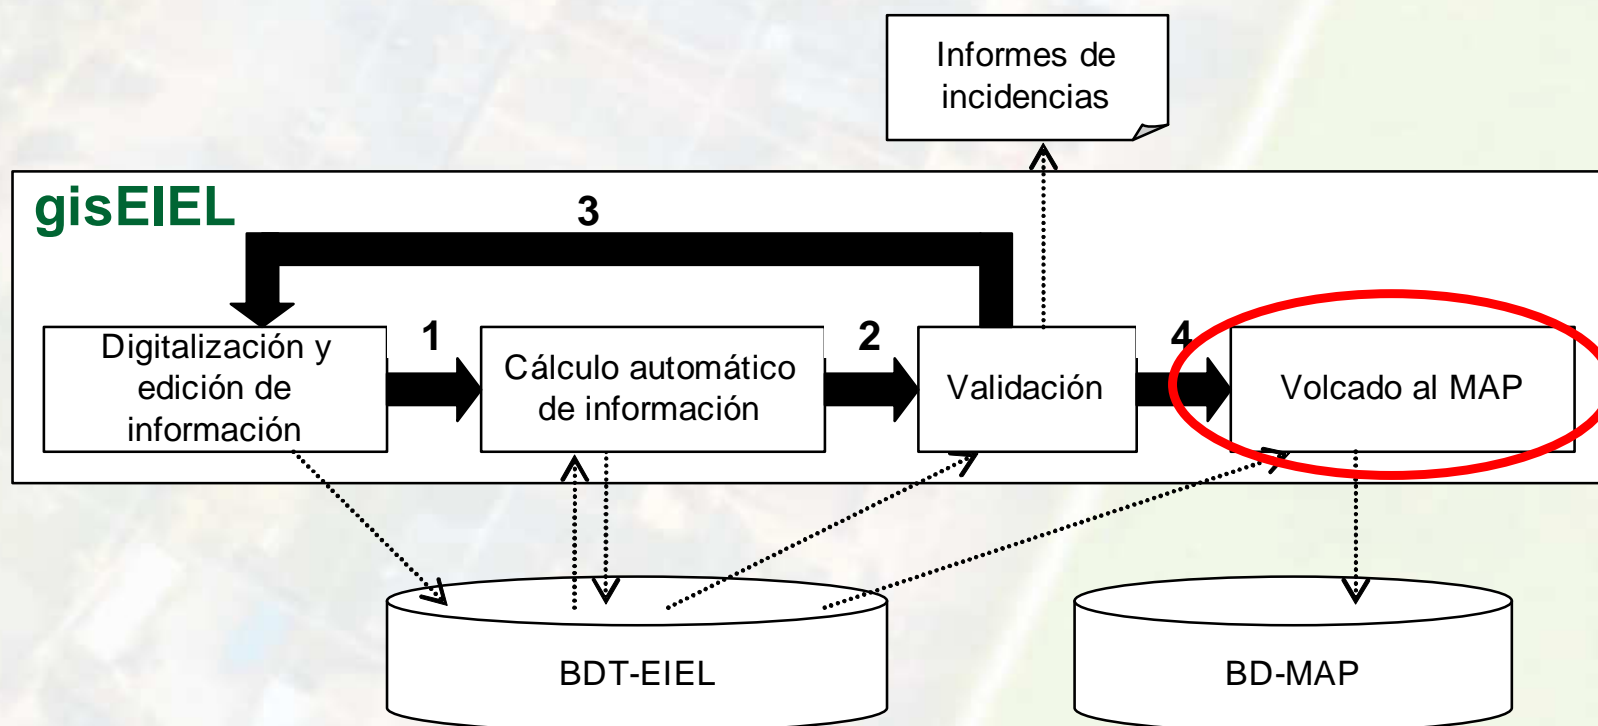 Informes de
incidencias
gisEIEL
3
Digitalización y
edición de
información
1
Cálculo automático
de información
2
Validación
4
Volcado al MAP
BDT-EIEL
BD-MAP